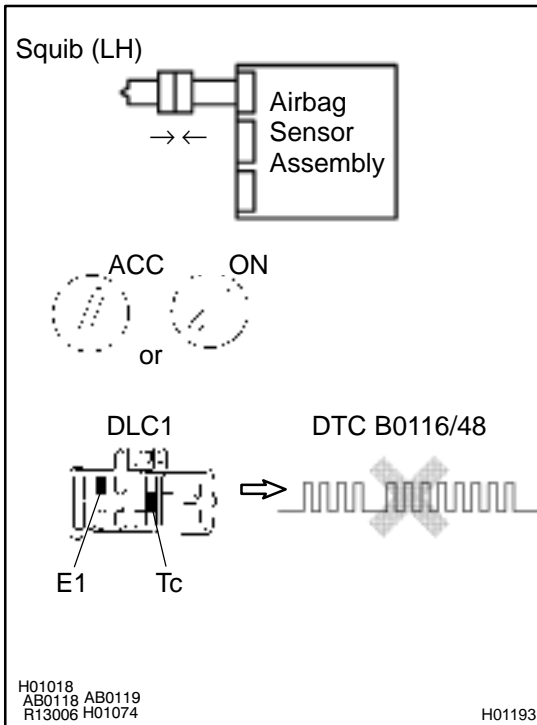 Squib (LH)
Airbag
Sensor
Assembly
ACC
ON
or
DLC1
DTC B0116/48
E1
Tc
H01018
AB0118 AB0119
R13006 H01074
H01193